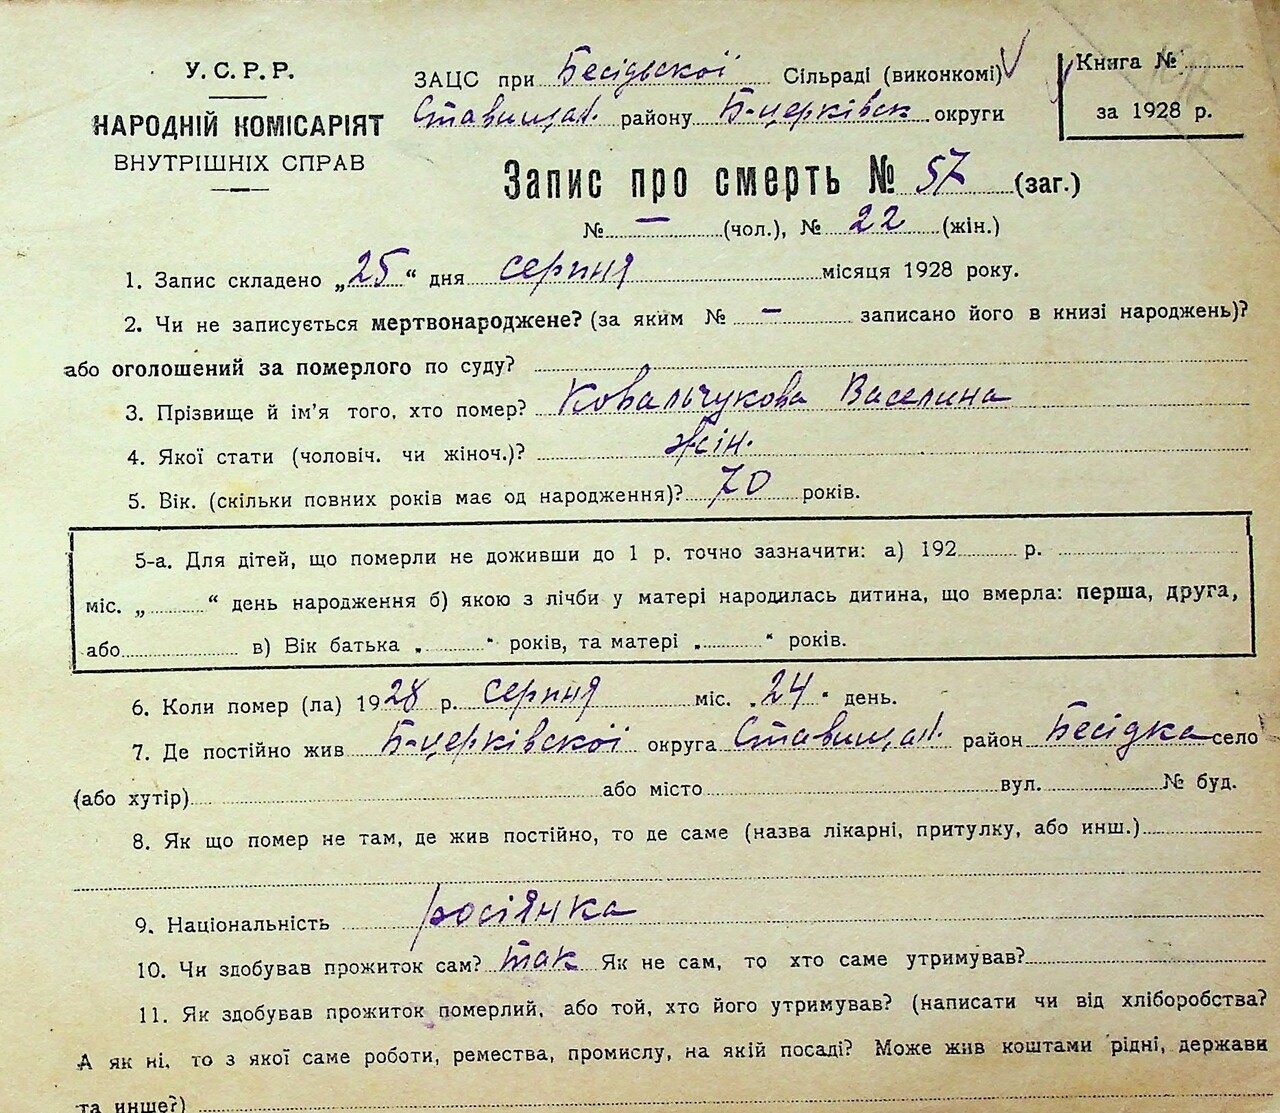 У.С.Р.Р.
НАРОДНІЙ КОМІСАРІЯТ
ВНУТРІШНІХ СПРАВ
ЗАЦС при Бесідьскої Сільраді (виконкомі)
Ставищан. району Б-церківск. округи
Книга №
за 1928 р.
Запис про смерть № 57 (заг.)
№ — (чол.), № 22 (жін.)
1. Запис складено „25“ дня серпня місяця 1928 року.
2. Чи не записується мертвонароджене? (за яким № — записано його в книзі народжень)?
або оголошений за померлого по суду?
3. Прізвище й ім'я того, хто помер? Ковальчукова Василина
4. Якої стати (чоловіч. чи жіноч.)? жін.
5. Вік. (скільки повних років має од народження)? 70 років.
5-а. Для дітей, що померли не доживши до 1 р. точно зазначити: а) 192 р.
міс. „ “ день народження б) якою з лічби у матері народилась дитина, що вмерла: перша, друга,
або в) Вік батька „ “ років, та матері „ “ років.
6. Коли помер (ла) 1928 р. серпня міс. „24“ день.
7. Де постійно жив Б-церківскої округа Ставищан. район Бесідка село
(або хутір) або місто вул. № буд.
8. Як що помер не там, де жив постійно, то де саме (назва лікарні, притулку, або инш.)
9. Національність росіянка
10. Чи здобував прожиток сам? так Як не сам, то хто саме утримував?
11. Як здобував прожиток померлий, або той, хто його утримував? (написати чи від хліборобства?
А як ні, то з якої саме роботи, ремества, промислу, на якій посаді? Може жив коштами рідні, держави
та инше?)